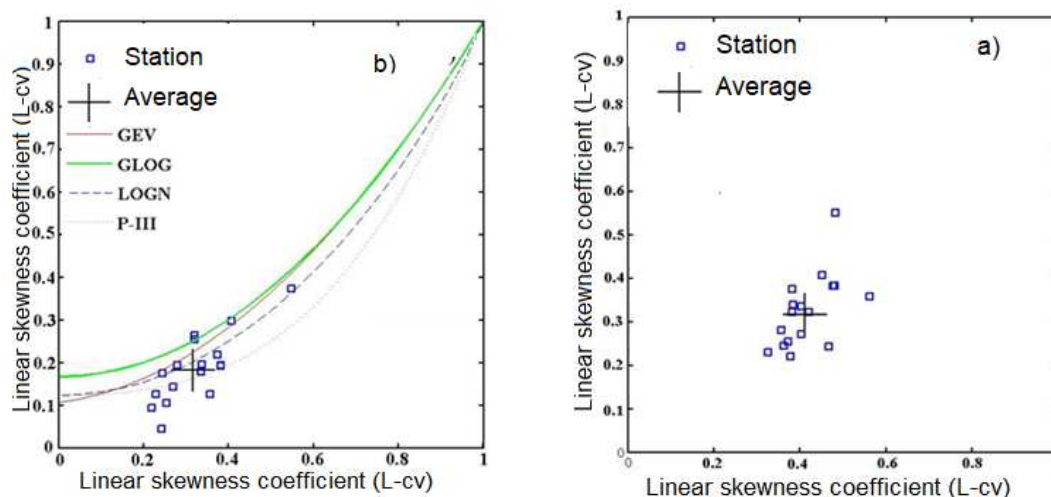 Linear skewness coefficient (L-cv)
1
0.9
0.8
0.7
0.6
0.5
0.4
0.3
0.2
0.1
0
Station
Average
GEV
GLOG
LOGN
P-III
b)
0 0.2 0.4 0.6 0.8 1
Linear skewness coefficient (L-cv)
Linear skewness coefficient (L-cv)
1
0.9
0.8
0.7
0.6
0.5
0.4
0.3
0.2
0.1
0
Station
Average
a)
0 0.2 0.4 0.6 0.8 1
Linear skewness coefficient (L-cv)